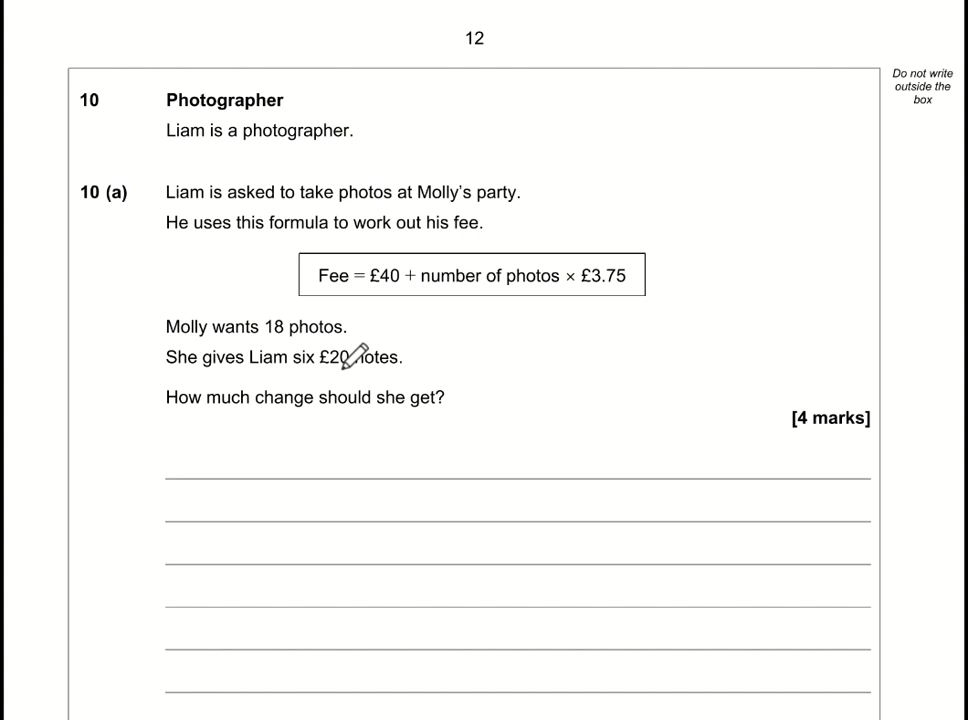 12
Do not write
outside the
box
10 Photographer
Liam is a photographer.
10 (a) Liam is asked to take photos at Molly's party.
He uses this formula to work out his fee.
Fee = £40 + number of photos × £3.75
Molly wants 18 photos.
She gives Liam six £20 notes.
How much change should she get?
[4 marks]